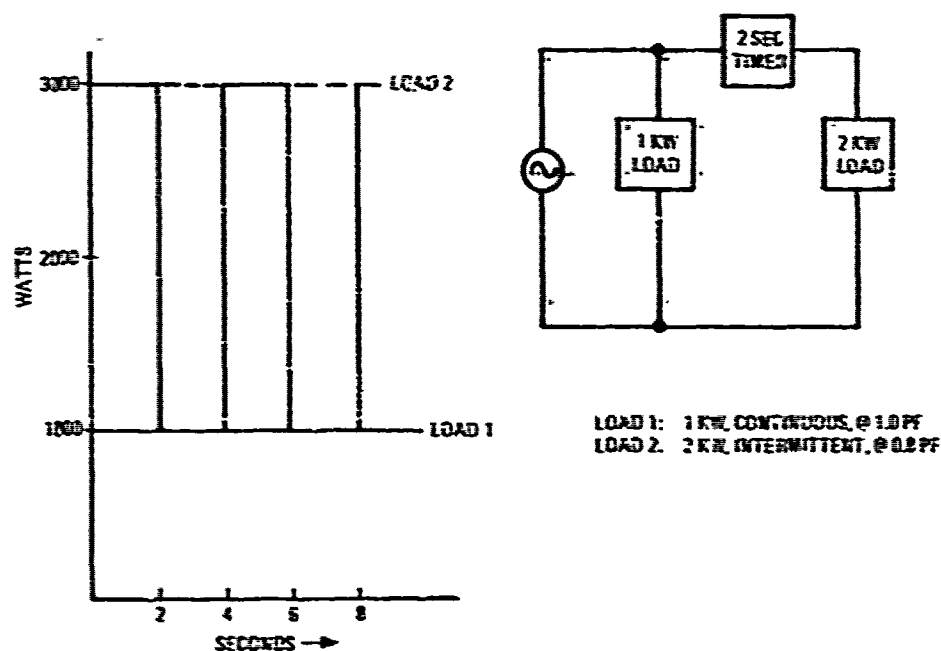 3000
LOAD 2
2000
WATTS
1000
LOAD 1
2
4
6
8
SECONDS
2 SEC
TIMER
1 KW
LOAD
2 KW
LOAD
LOAD 1: 1 KW, CONTINUOUS, @ 1.0 PF
LOAD 2. 2 KW, INTERMITTENT, @ 0.8 PF